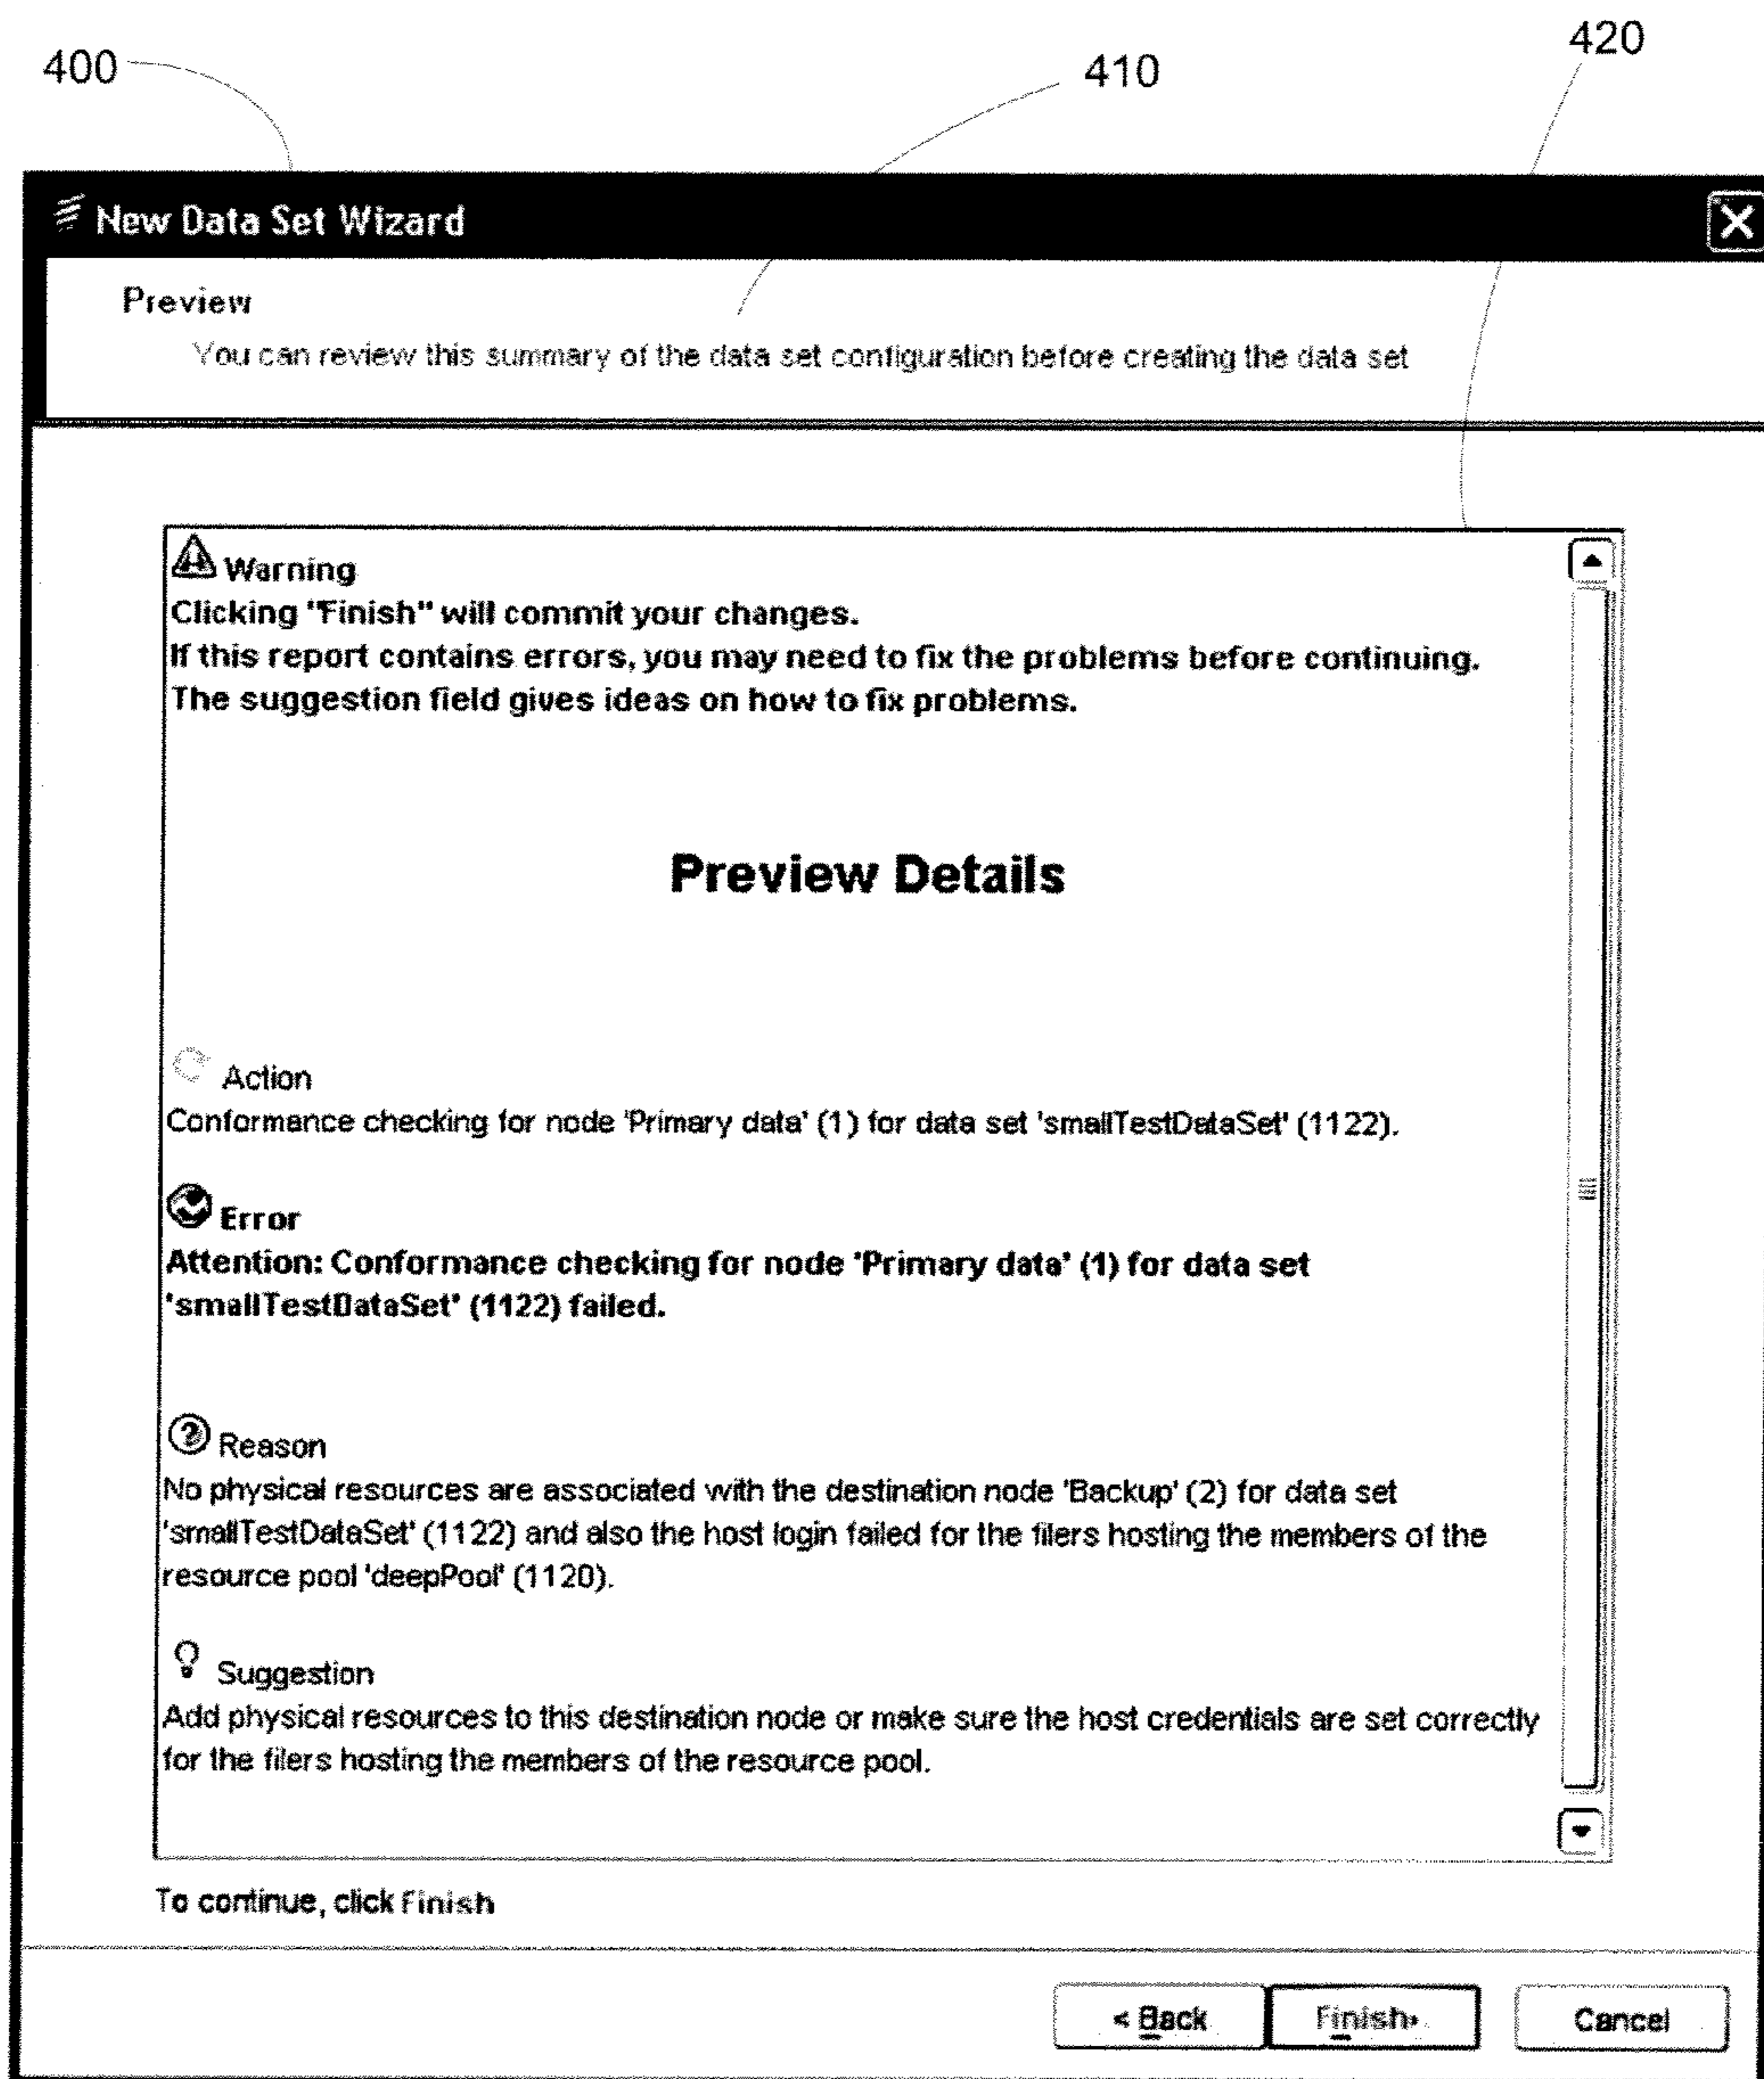 400
410
420
New Data Set Wizard
Preview
You can review this summary of the data set configuration before creating the data set
Warning
Clicking "Finish" will commit your changes.
If this report contains errors, you may need to fix the problems before continuing.
The suggestion field gives ideas on how to fix problems.
Preview Details
Action
Conformance checking for node 'Primary data' (1) for data set 'smallTestDataSet' (1122).
Error
Attention: Conformance checking for node 'Primary data' (1) for data set
'smallTestDataSet' (1122) failed.
Reason
No physical resources are associated with the destination node 'Backup' (2) for data set
'smallTestDataSet' (1122) and also the host login failed for the filers hosting the members of the
resource pool 'deepPool' (1120).
Suggestion
Add physical resources to this destination node or make sure the host credentials are set correctly
for the filers hosting the members of the resource pool.
To continue, click Finish
< Back Finish Cancel